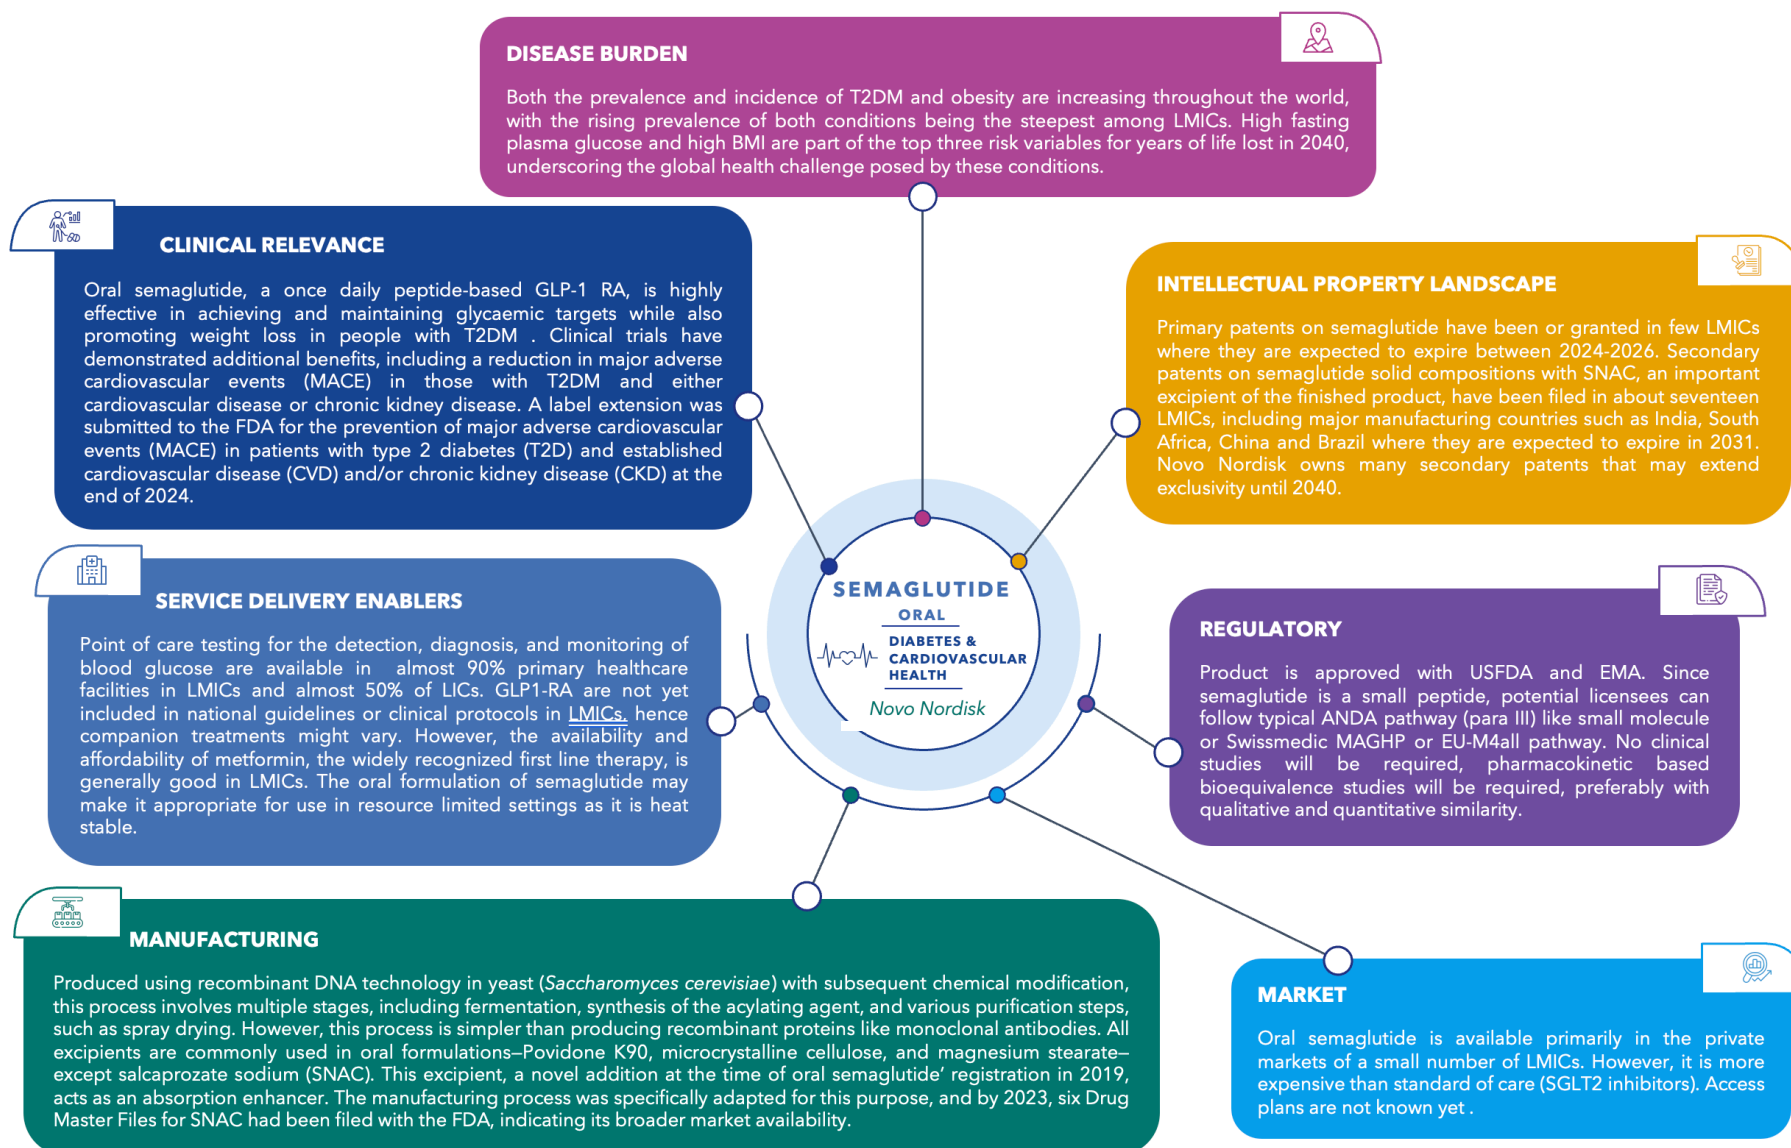 DISEASE BURDEN
Both the prevalence and incidence of T2DM and obesity are increasing throughout the world,
with the rising prevalence of both conditions being the steepest among LMICs. High fasting
plasma glucose and high BMI are part of the top three risk variables for years of life lost in 2040,
underscoring the global health challenge posed by these conditions.
CLINICAL RELEVANCE
Oral semaglutide, a once daily peptide-based GLP-1 RA, is highly
effective in achieving and maintaining glycaemic targets while also
promoting weight loss in people with T2DM . Clinical trials have
demonstrated additional benefits, including a reduction in major adverse
cardiovascular events (MACE) in those with T2DM and either
cardiovascular disease or chronic kidney disease. A label extension was
submitted to the FDA for the prevention of major adverse cardiovascular
events (MACE) in patients with type 2 diabetes (T2D) and established
cardiovascular disease (CVD) and/or chronic kidney disease (CKD) at the
end of 2024.
INTELLECTUAL PROPERTY LANDSCAPE
Primary patents on semaglutide have been or granted in few LMICs
where they are expected to expire between 2024-2026. Secondary
patents on semaglutide solid compositions with SNAC, an important
excipient of the finished product, have been filed in about seventeen
LMICs, including major manufacturing countries such as India, South
Africa, China and Brazil where they are expected to expire in 2031.
Novo Nordisk owns many secondary patents that may extend
exclusivity until 2040.
SEMAGLUTIDE
ORAL
DIABETES &
CARDIOVASCULAR
HEALTH
Novo Nordisk
SERVICE DELIVERY ENABLERS
Point of care testing for the detection, diagnosis, and monitoring of
blood glucose are available in almost 90% primary healthcare
facilities in LMICs and almost 50% of LICs. GLP1-RA are not yet
included in national guidelines or clinical protocols in LMICs, hence
companion treatments might vary. However, the availability and
affordability of metformin, the widely recognized first line therapy, is
generally good in LMICs. The oral formulation of semaglutide may
make it appropriate for use in resource limited settings as it is heat
stable.
REGULATORY
Product is approved with USFDA and EMA. Since
semaglutide is a small peptide, potential licensees can
follow typical ANDA pathway (para III) like small molecule
or Swissmedic MAGHP or EU-M4all pathway. No clinical
studies will be required, pharmacokinetic based
bioequivalence studies will be required, preferably with
qualitative and quantitative similarity.
MANUFACTURING
Produced using recombinant DNA technology in yeast (Saccharomyces cerevisiae) with subsequent chemical modification,
this process involves multiple stages, including fermentation, synthesis of the acylating agent, and various purification steps,
such as spray drying. However, this process is simpler than producing recombinant proteins like monoclonal antibodies. All
excipients are commonly used in oral formulations–Povidone K90, microcrystalline cellulose, and magnesium stearate–
except salcaprozate sodium (SNAC). This excipient, a novel addition at the time of oral semaglutide’ registration in 2019,
acts as an absorption enhancer. The manufacturing process was specifically adapted for this purpose, and by 2023, six Drug
Master Files for SNAC had been filed with the FDA, indicating its broader market availability.
MARKET
Oral semaglutide is available primarily in the private
markets of a small number of LMICs. However, it is more
expensive than standard of care (SGLT2 inhibitors). Access
plans are not known yet .